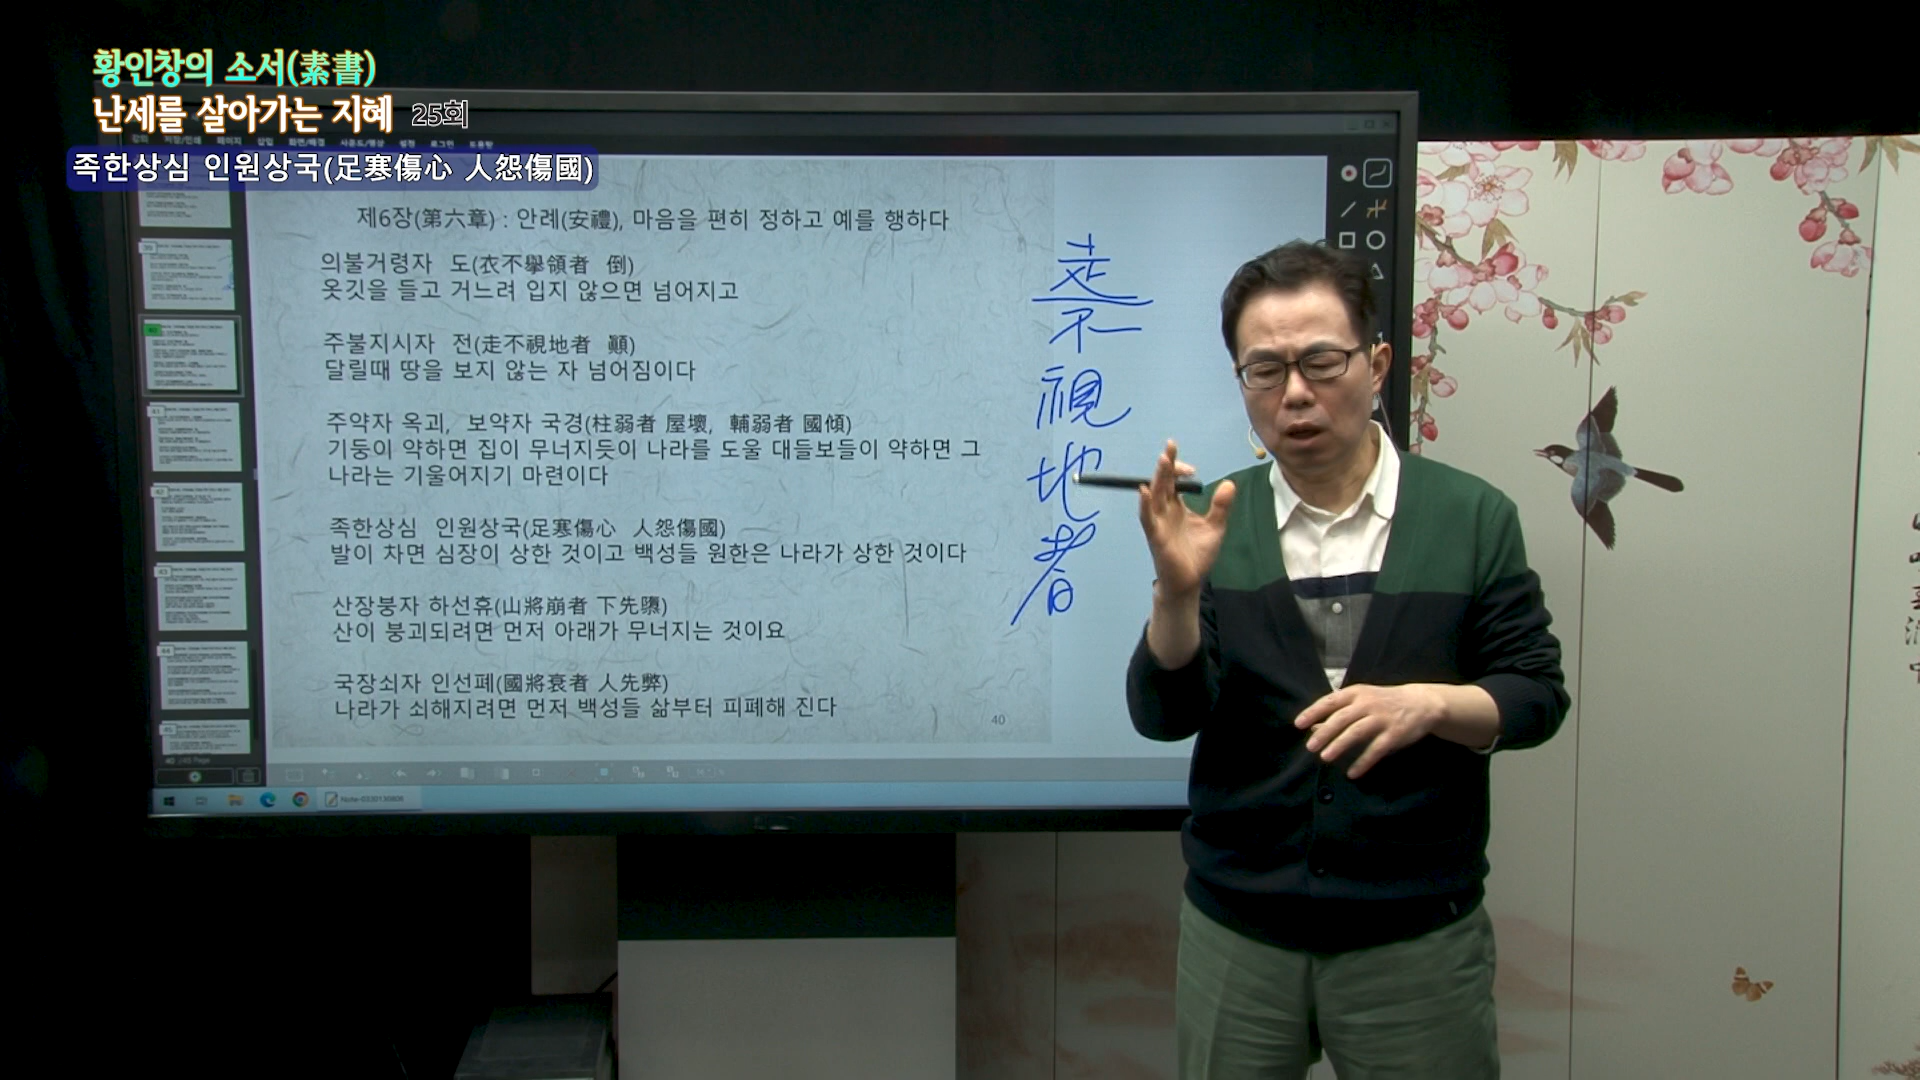 황인창의 소서(素書)
난세를 살아가는 지혜 25회
족한상심 인원상국(足寒傷心 人怨傷國)
제6장(第六章) : 안례(安禮), 마음을 편히 정하고 예를 행하다
의불거령자 도(衣不擧領者 倒)
옷깃을 들고 거느려 입지 않으면 넘어지고
주불지시자 전(走不視地者 顚)
달릴때 땅을 보지 않는 자 넘어짐이다
주약자 옥괴, 보약자 국경(柱弱者 屋壞, 輔弱者 國傾)
기둥이 약하면 집이 무너지듯이 나라를 도울 대들보들이 약하면 그
나라는 기울어지기 마련이다
족한상심 인원상국(足寒傷心 人怨傷國)
발이 차면 심장이 상한 것이고 백성들 원한은 나라가 상한 것이다
산장붕자 하선휴(山將崩者 下先隳)
산이 붕괴되려면 먼저 아래가 무너지는 것이요
국장쇠자 인선폐(國將衰者 人先弊)
나라가 쇠해지려면 먼저 백성들 삶부터 피폐해 진다
40
走
不
視
地
者
39
40
41
42
43
44
45
40 /45 Page